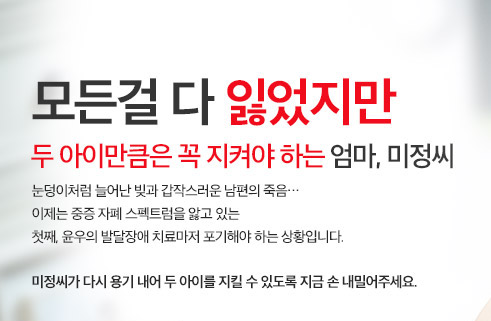 모든걸 다 잃었지만
두 아이만큼은 꼭 지켜야 하는 엄마, 미정씨
눈덩이처럼 늘어난 빚과 갑작스러운 남편의 죽음…
이제는 중증 자폐 스펙트럼을 앓고 있는
첫째, 윤우의 발달장애 치료마저 포기해야 하는 상황입니다.
미정씨가 다시 용기 내어 두 아이를 지킬 수 있도록 지금 손 내밀어주세요.